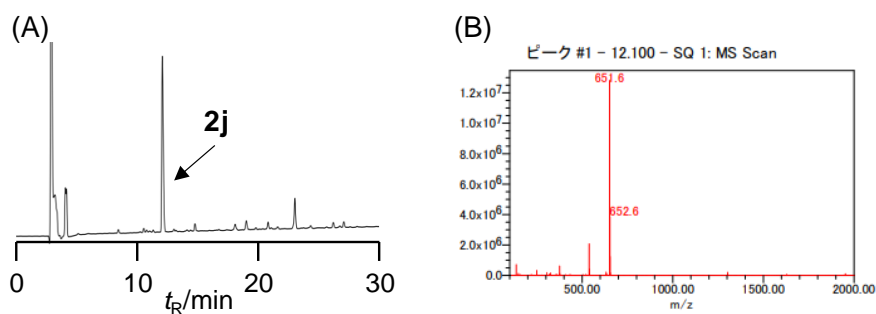 (A)
2j
0
10
20
30
tR/min
(B)
ピーク #1 - 12.100 - SQ 1: MS Scan
651.6
1.2x10⁷
1.0x10⁷
8.0x10⁶
6.0x10⁶
4.0x10⁶
652.6
2.0x10⁶
0.0
500.00
1000.00
1500.00
2000.00
m/z